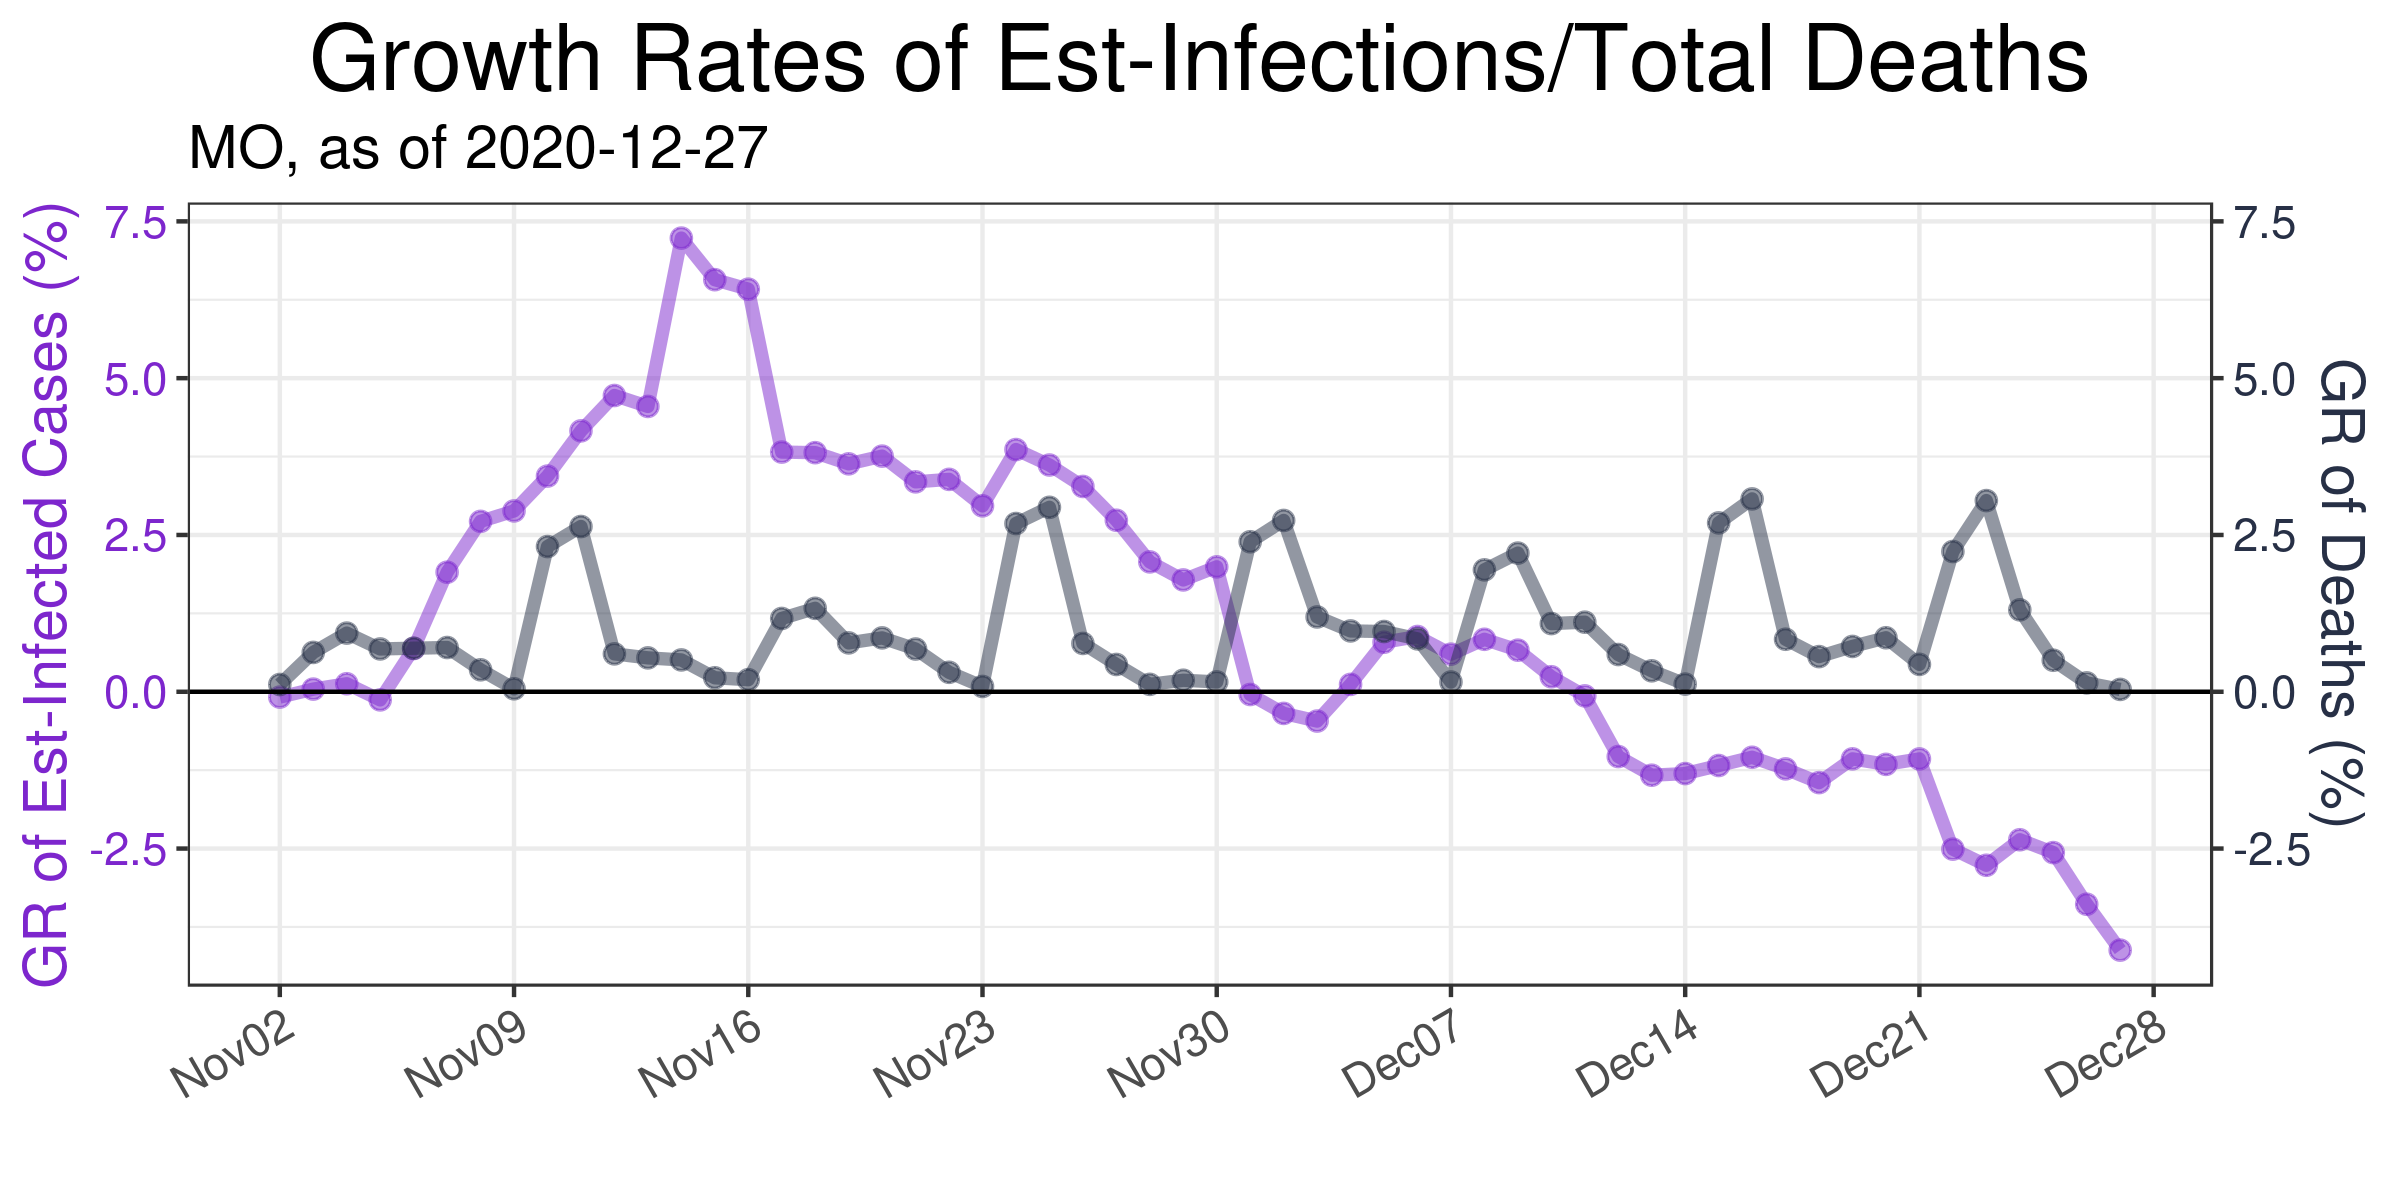 Growth Rates of Est-Infections/Total Deaths
MO, as of 2020-12-27
GR of Est-Infected Cases (%)
7.5
5.0
2.5
0.0
-2.5
7.5
5.0
2.5
0.0
-2.5
GR of Deaths (%)
Nov02
Nov09
Nov16
Nov23
Nov30
Dec07
Dec14
Dec21
Dec28